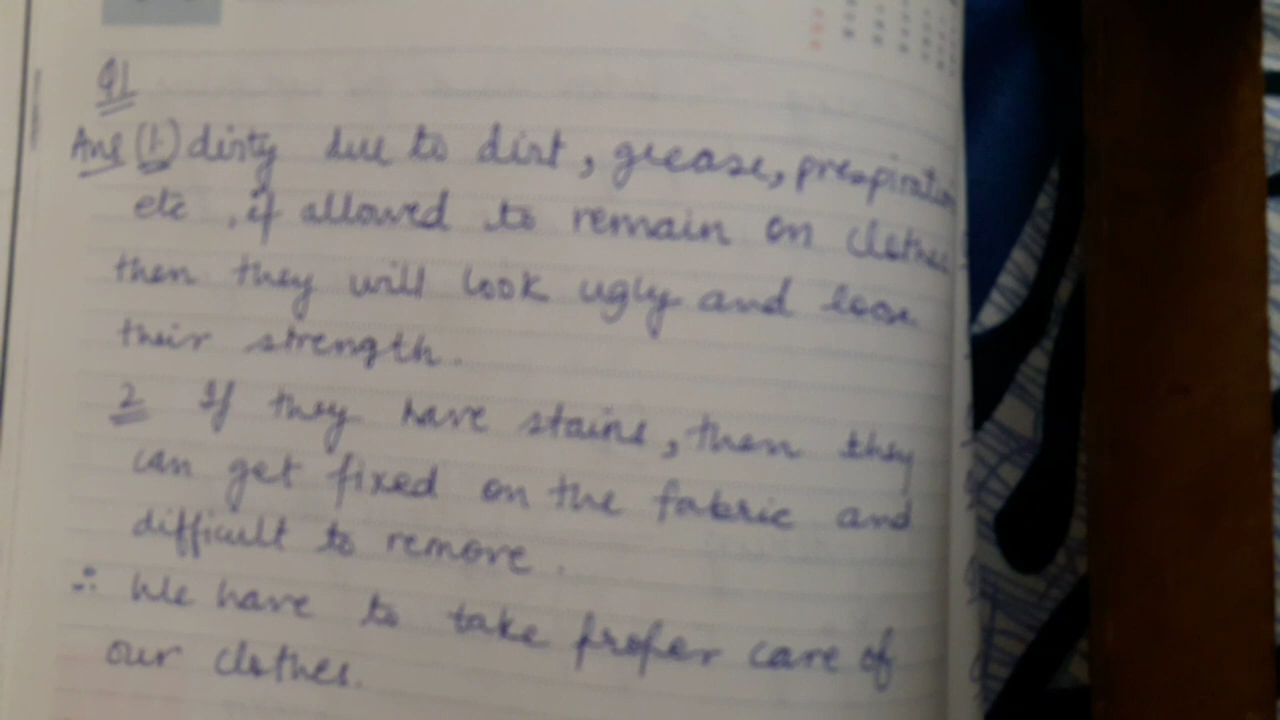 Q1
Ans (1.) dirty due to dirt, grease, prespiration
etc, if allowed to remain on clothes
then they will look ugly and loose
their strength.
2 If they have stains, then they
can get fixed on the fabric and
difficult to remove.
∴ We have to take proper care of
our clothes.